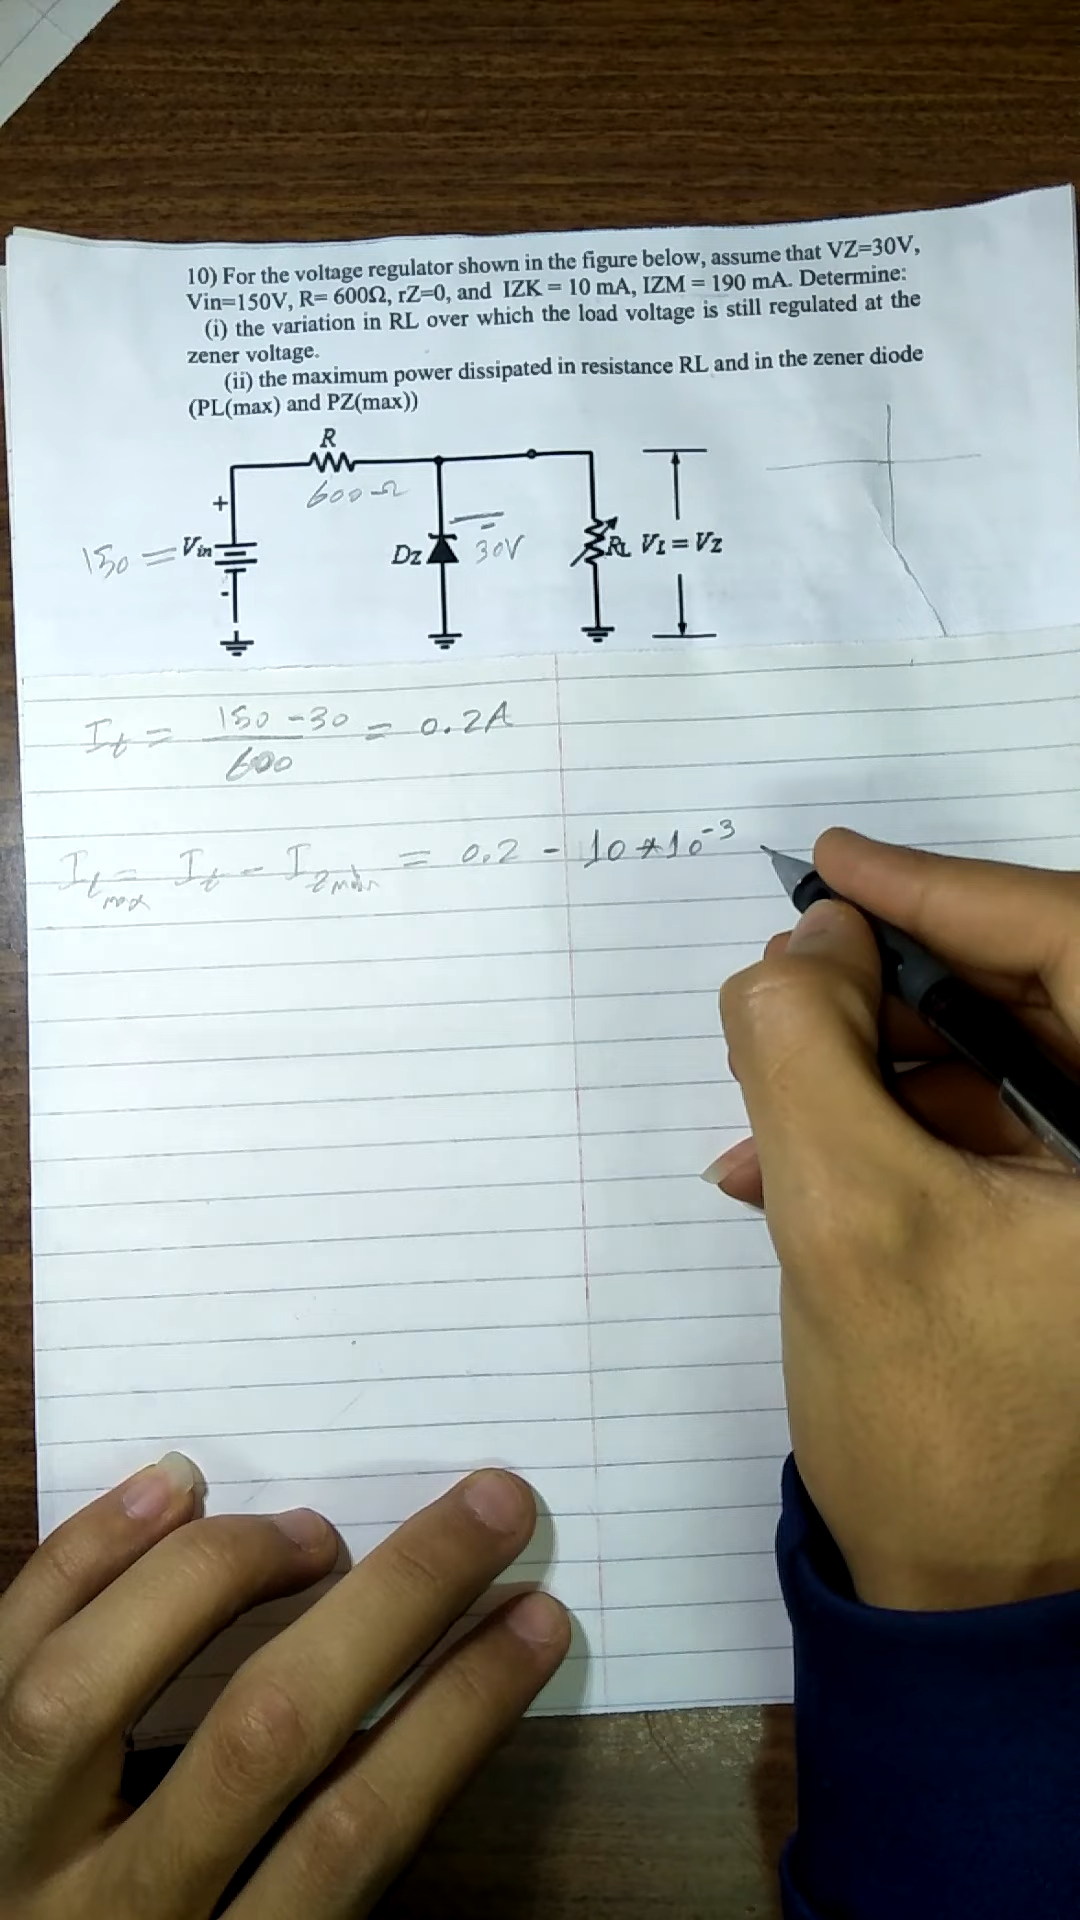 10) For the voltage regulator shown in the figure below, assume that VZ=30V,
Vin=150V, R= 600Ω, rZ=0, and IZK = 10 mA, IZM = 190 mA. Determine:
(i) the variation in RL over which the load voltage is still regulated at the
zener voltage.
(ii) the maximum power dissipated in resistance RL and in the zener diode
(PL(max) and PZ(max))
R
600Ω
+
150 = Vin
-
DZ
30V
RL VL = VZ
It = 150 - 30 / 600 = 0.2A
IL max = It - Iz min = 0.2 - 10 * 10^-3